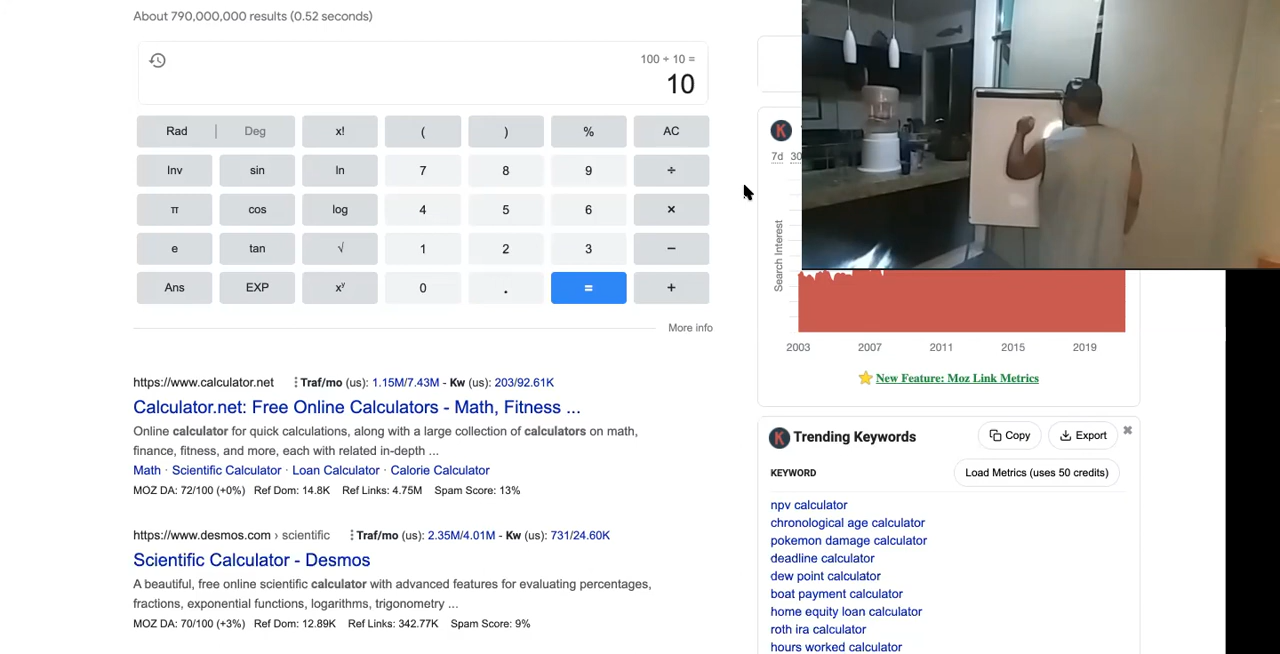 About 790,000,000 results (0.52 seconds)
100 ÷ 10 =
10
Rad | Deg x! ( ) % AC
Inv sin ln 7 8 9 ÷
π cos log 4 5 6 ×
e tan √ 1 2 3 −
Ans EXP xʸ 0 . = +
More info
https://www.calculator.net Traf/mo (us): 1.15M/7.43M - Kw (us): 203/92.61K
Calculator.net: Free Online Calculators - Math, Fitness ...
Online calculator for quick calculations, along with a large collection of calculators on math,
finance, fitness, and more, each with related in-depth ...
Math · Scientific Calculator · Loan Calculator · Calorie Calculator
MOZ DA: 72/100 (+0%) Ref Dom: 14.8K Ref Links: 4.75M Spam Score: 13%
https://www.desmos.com › scientific Traf/mo (us): 2.35M/4.01M - Kw (us): 731/24.60K
Scientific Calculator - Desmos
A beautiful, free online scientific calculator with advanced features for evaluating percentages,
fractions, exponential functions, logarithms, trigonometry ...
MOZ DA: 70/100 (+3%) Ref Dom: 12.89K Ref Links: 342.77K Spam Score: 9%
K
7d 30
Search Interest
2003 2007 2011 2015 2019
New Feature: Moz Link Metrics
K Trending Keywords Copy Export
KEYWORD Load Metrics (uses 50 credits)
npv calculator
chronological age calculator
pokemon damage calculator
deadline calculator
dew point calculator
boat payment calculator
home equity loan calculator
roth ira calculator
hours worked calculator